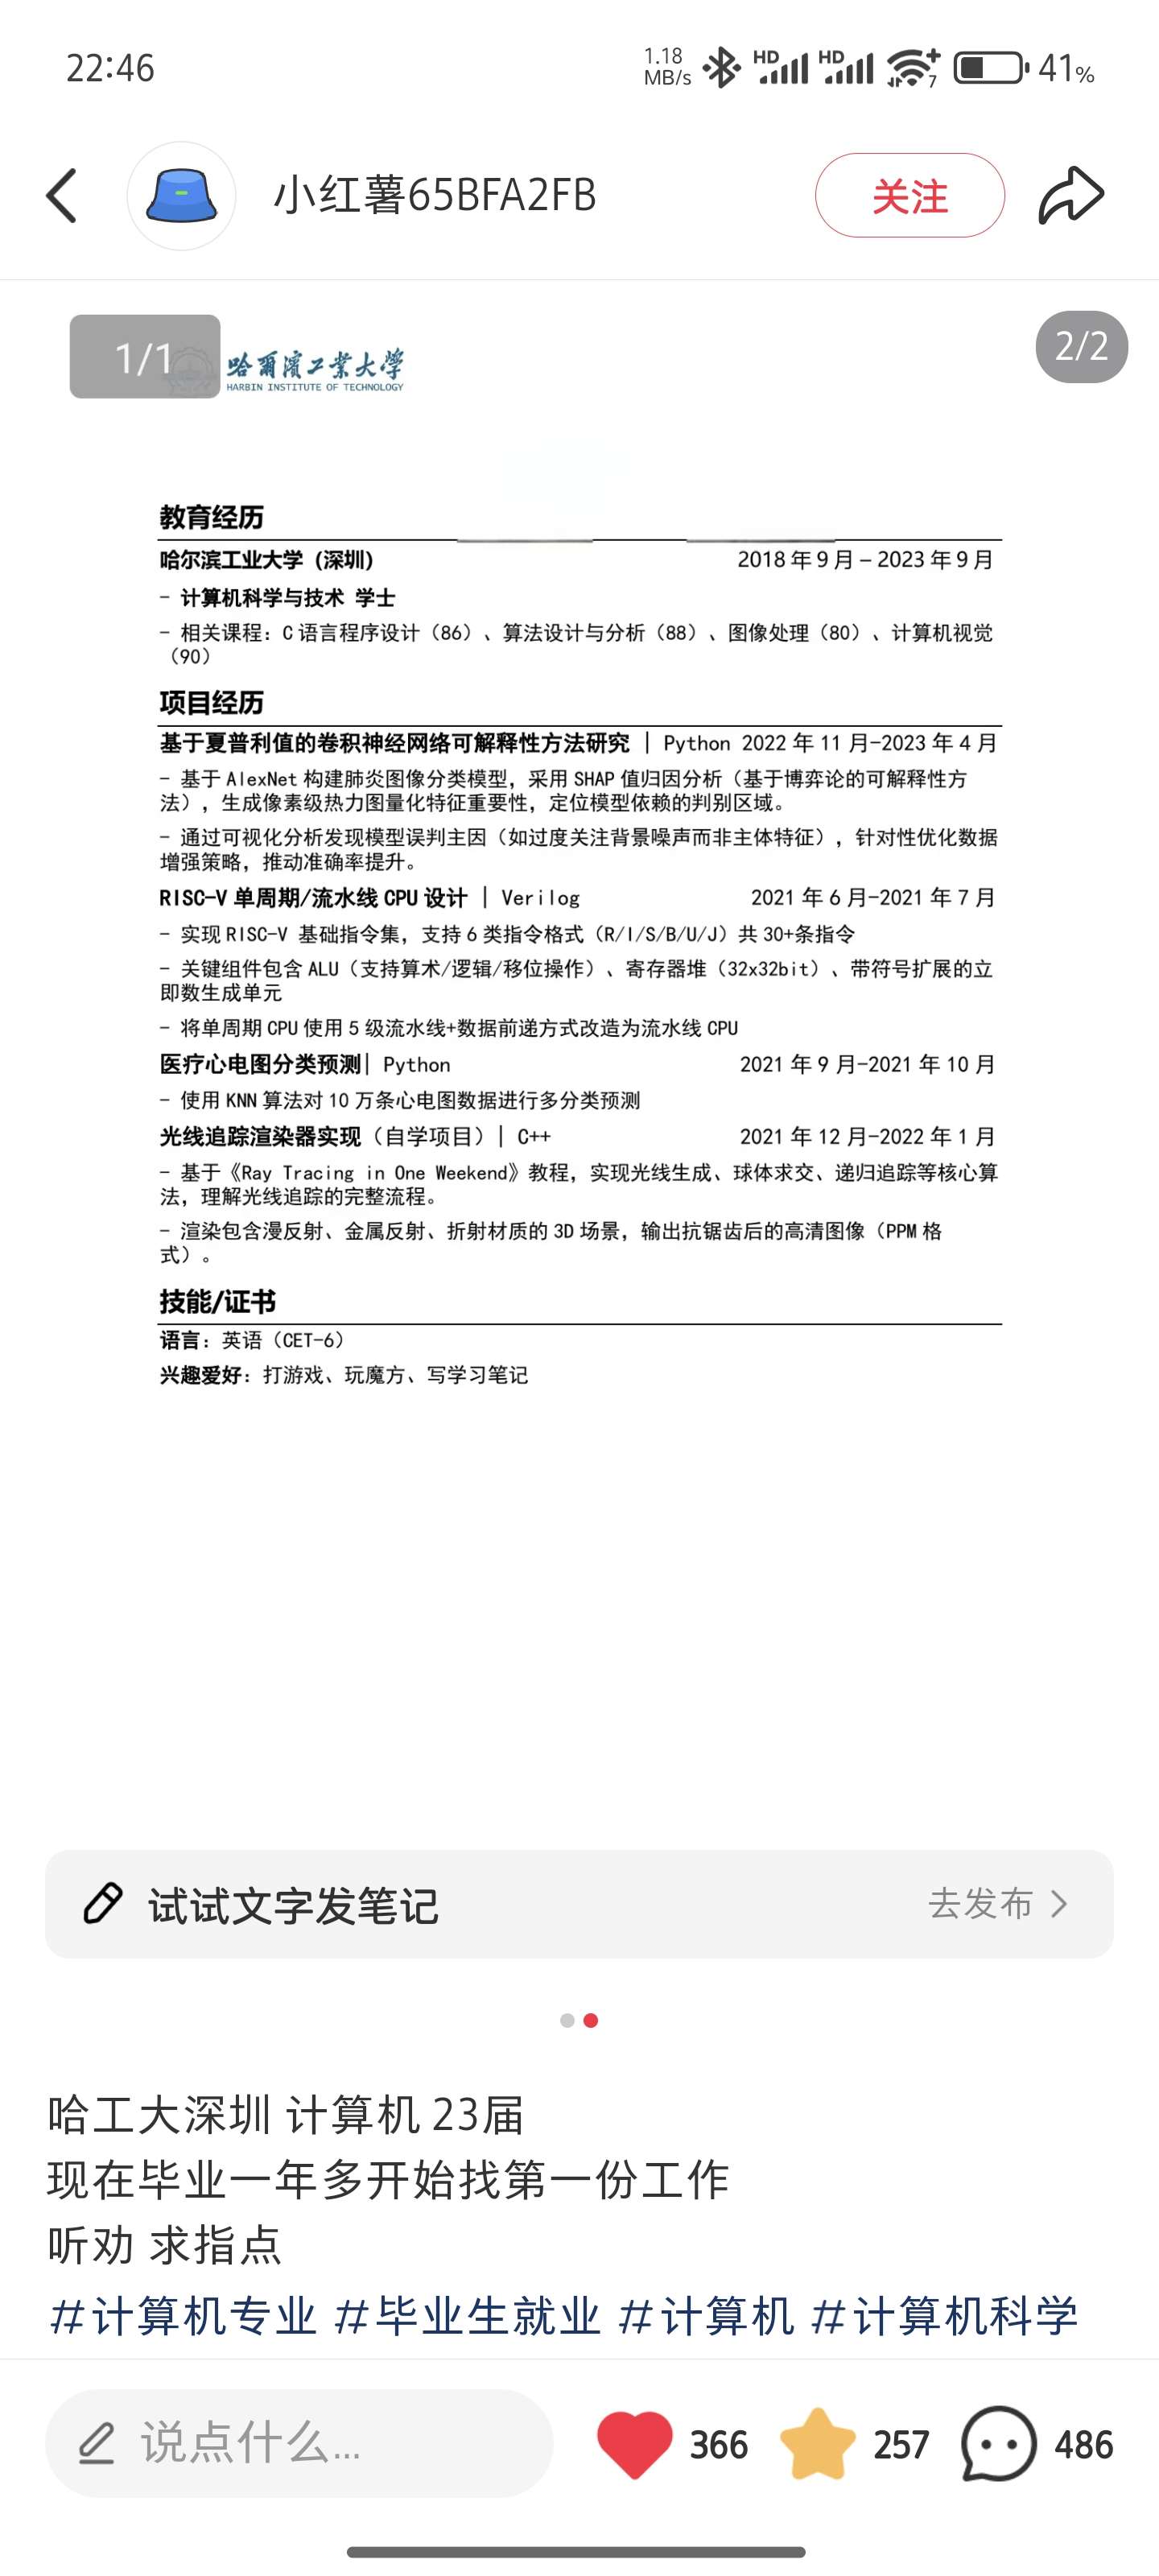 22:46
1.18
MB/s
HD
HD
7
41%
小红薯65BFA2FB
关注
1/1
哈爾濱工業大學
HARBIN INSTITUTE OF TECHNOLOGY
2/2
教育经历
哈尔滨工业大学（深圳） 2018 年 9 月 – 2023 年 9 月
- 计算机科学与技术 学士
- 相关课程：C 语言程序设计（86）、算法设计与分析（88）、图像处理（80）、计算机视觉
（90）
项目经历
基于夏普利值的卷积神经网络可解释性方法研究 | Python 2022 年 11 月-2023 年 4 月
- 基于 AlexNet 构建肺炎图像分类模型，采用 SHAP 值归因分析（基于博弈论的可解释性方
法），生成像素级热力图量化特征重要性，定位模型依赖的判别区域。
- 通过可视化分析发现模型误判主因（如过度关注背景噪声而非主体特征），针对性优化数据
增强策略，推动准确率提升。
RISC-V 单周期/流水线 CPU 设计 | Verilog 2021 年 6 月-2021 年 7 月
- 实现 RISC-V 基础指令集，支持 6 类指令格式（R/I/S/B/U/J）共 30+条指令
- 关键组件包含 ALU（支持算术/逻辑/移位操作）、寄存器堆（32x32bit）、带符号扩展的立
即数生成单元
- 将单周期 CPU 使用 5 级流水线+数据前递方式改造为流水线 CPU
医疗心电图分类预测| Python 2021 年 9 月-2021 年 10 月
- 使用 KNN 算法对 10 万条心电图数据进行多分类预测
光线追踪渲染器实现（自学项目）| C++ 2021 年 12 月-2022 年 1 月
- 基于《Ray Tracing in One Weekend》教程，实现光线生成、球体求交、递归追踪等核心算
法，理解光线追踪的完整流程。
- 渲染包含漫反射、金属反射、折射材质的 3D 场景，输出抗锯齿后的高清图像（PPM 格
式）。
技能/证书
语言：英语（CET-6）
兴趣爱好：打游戏、玩魔方、写学习笔记
试试文字发笔记 去发布
哈工大深圳 计算机 23届
现在毕业一年多开始找第一份工作
听劝 求指点
#计算机专业 #毕业生就业 #计算机 #计算机科学
说点什么... 366 257 486